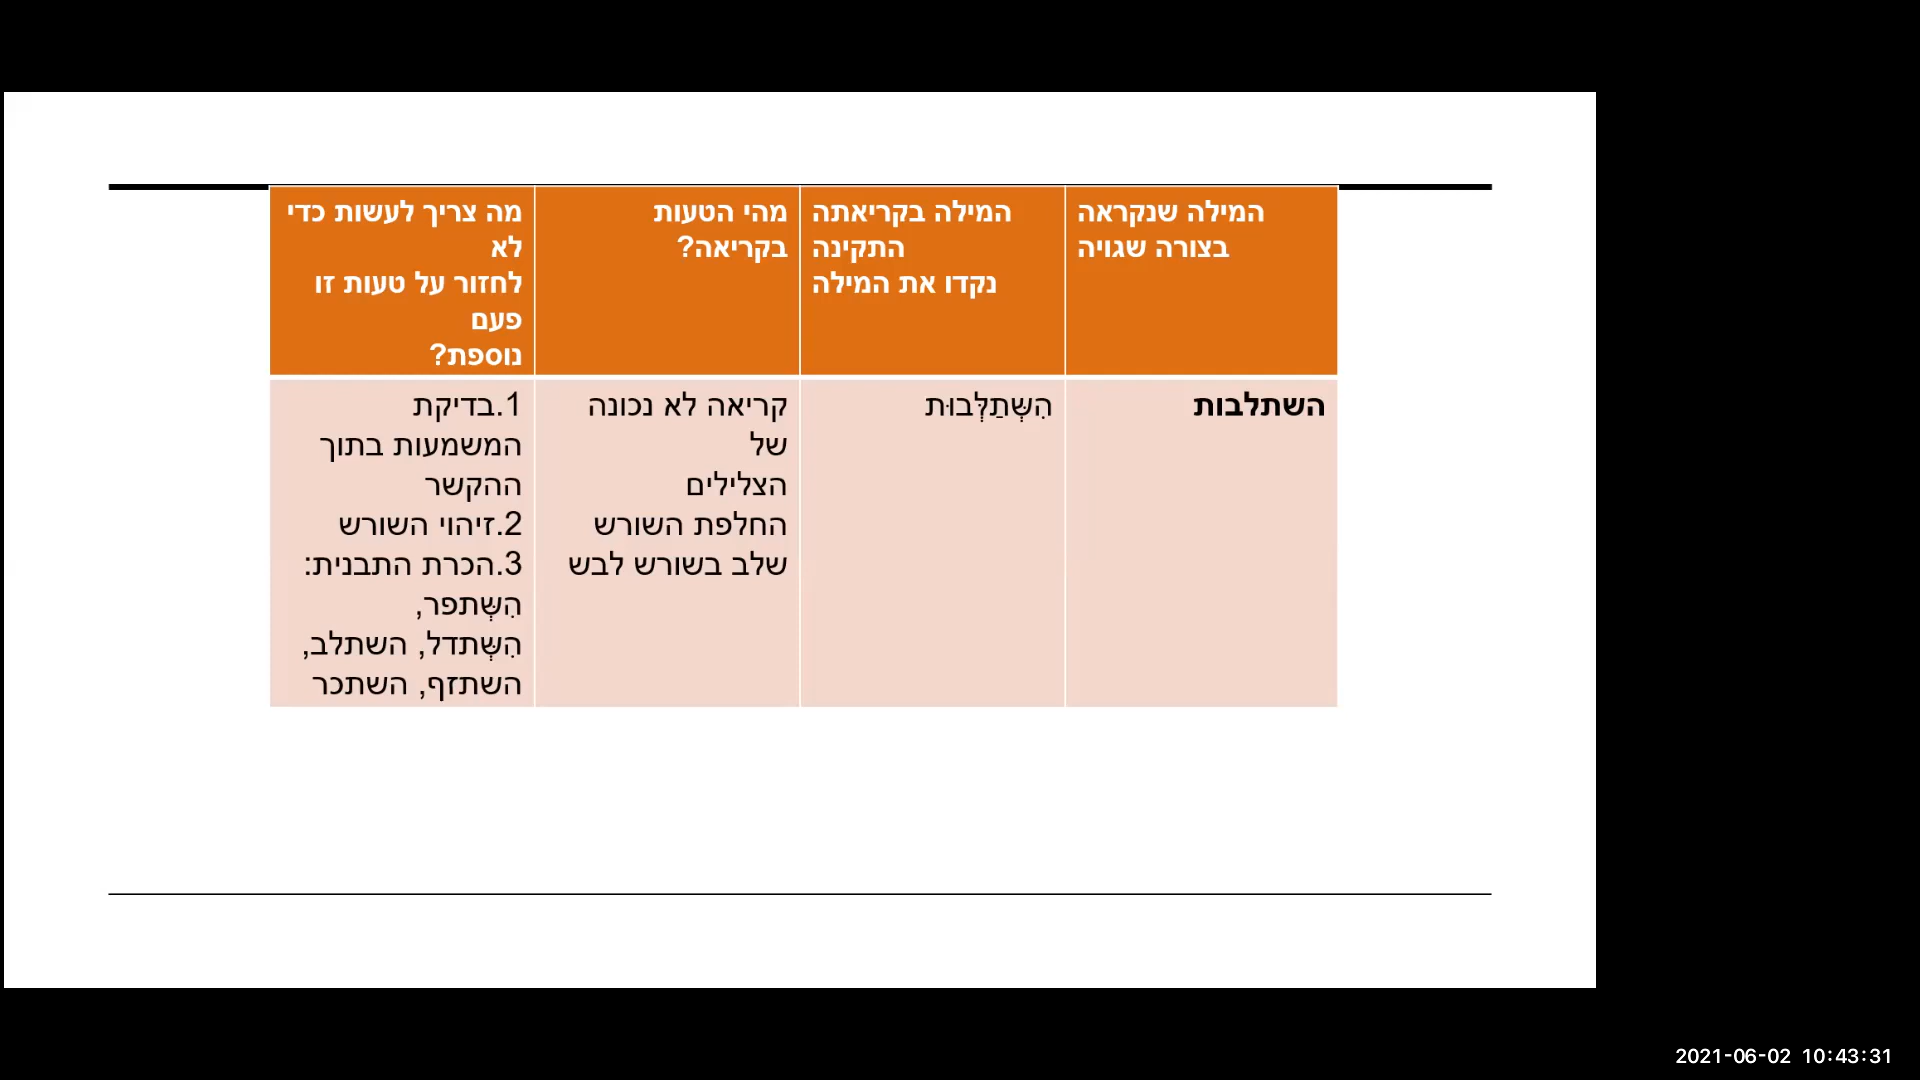 המילה שנקראה
בצורה שגויה
המילה בקריאתה
התקינה
נקדו את המילה
מהי הטעות
בקריאה?
מה צריך לעשות כדי
לא
לחזור על טעות זו
פעם
נוספת?
השתלבות
הִשְּׁתַלְּבוּת
קריאה לא נכונה
של
הצלילים
החלפת השורש
שלב בשורש לבש
1.בדיקת
המשמעות בתוך
ההקשר
2.זיהוי השורש
3.הכרת התבנית:
הִשְּׁתפר,
הִשְּׁתדל, השתלב,
השתזף, השתכר
2021-06-02 10:43:31